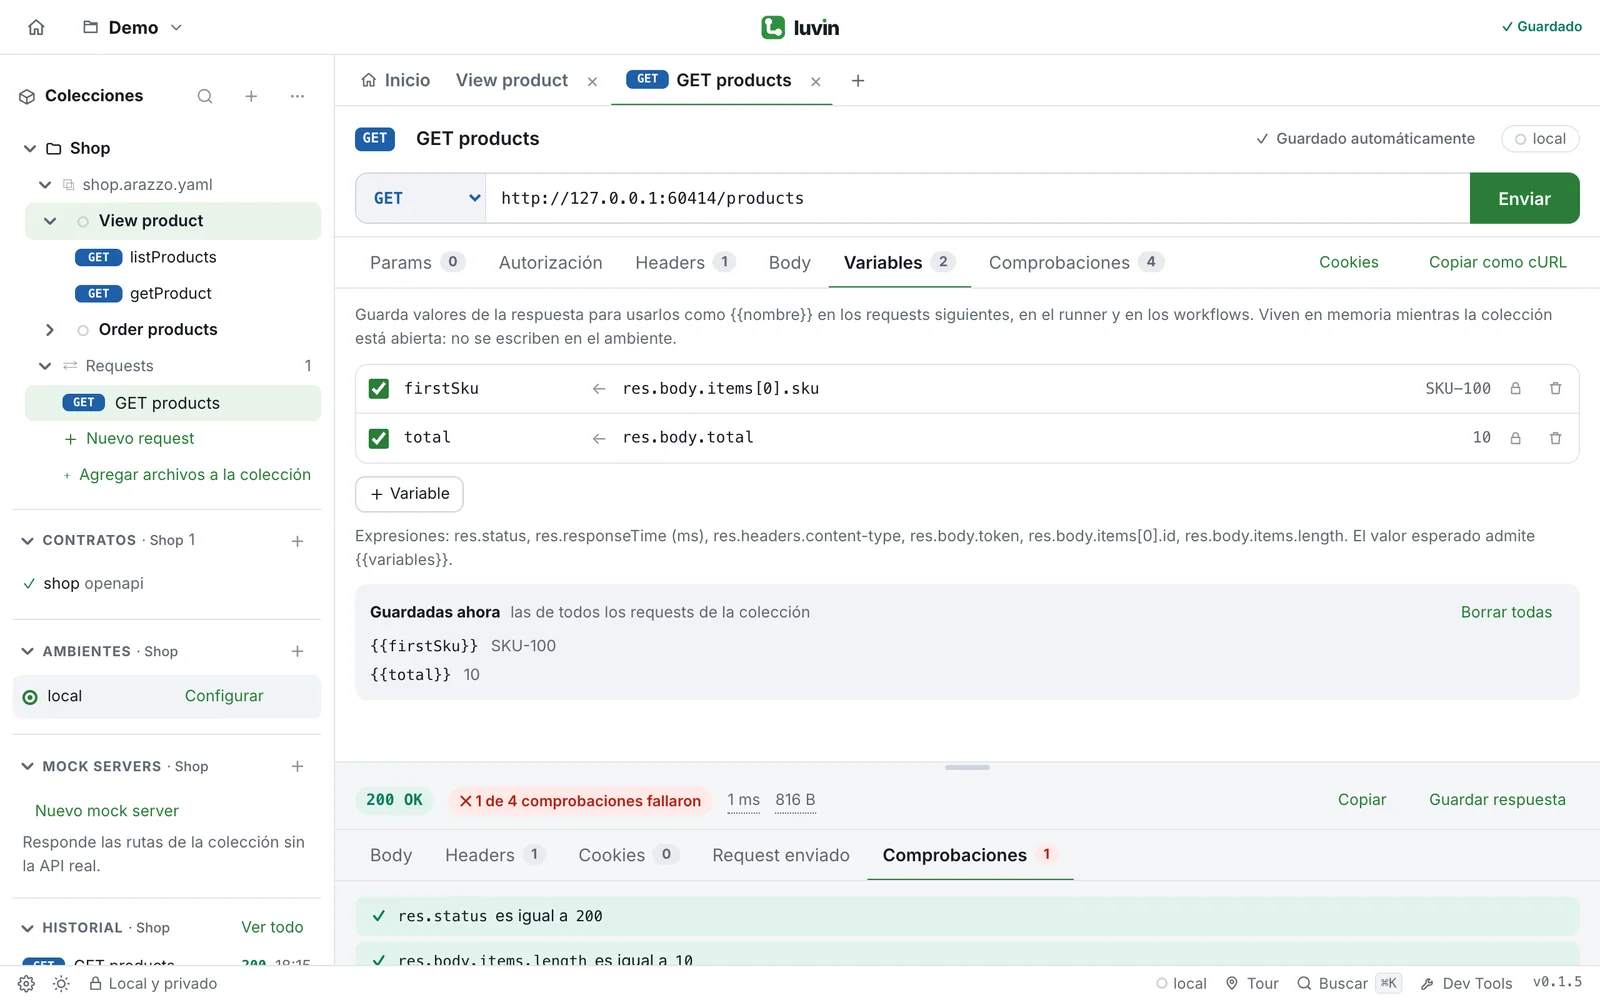 Demo
luvin
Guardado
Colecciones
Inicio
View product
GET GET products
Shop
shop.arazzo.yaml
View product
GET listProducts
GET getProduct
Order products
Requests 1
GET GET products
Nuevo request
Agregar archivos a la colección
CONTRATOS · Shop 1
shop openapi
AMBIENTES · Shop
local Configurar
MOCK SERVERS · Shop
Nuevo mock server
Responde las rutas de la colección sin
la API real.
HISTORIAL · Shop Ver todo
GET GET products 200 18:15
GET GET products
Guardado automáticamente
local
GET http://127.0.0.1:60414/products Enviar
Params 0 Autorización Headers 1 Body Variables 2 Comprobaciones 4 Cookies Copiar como cURL
Guarda valores de la respuesta para usarlos como {{nombre}} en los requests siguientes, en el runner y en los workflows. Viven en memoria mientras la colección
está abierta: no se escriben en el ambiente.
firstSku ← res.body.items[0].sku SKU-100
total ← res.body.total 10
+ Variable
Expresiones: res.status, res.responseTime (ms), res.headers.content-type, res.body.token, res.body.items[0].id, res.body.items.length. El valor esperado admite
{{variables}}.
Guardadas ahora las de todos los requests de la colección Borrar todas
{{firstSku}} SKU-100
{{total}} 10
200 OK 1 de 4 comprobaciones fallaron 1 ms 816 B Copiar Guardar respuesta
Body Headers 1 Cookies 0 Request enviado Comprobaciones 1
res.status es igual a 200
res.body.items.length es igual a 10
Local y privado
local Tour Buscar ⌘K Dev Tools v0.1.5